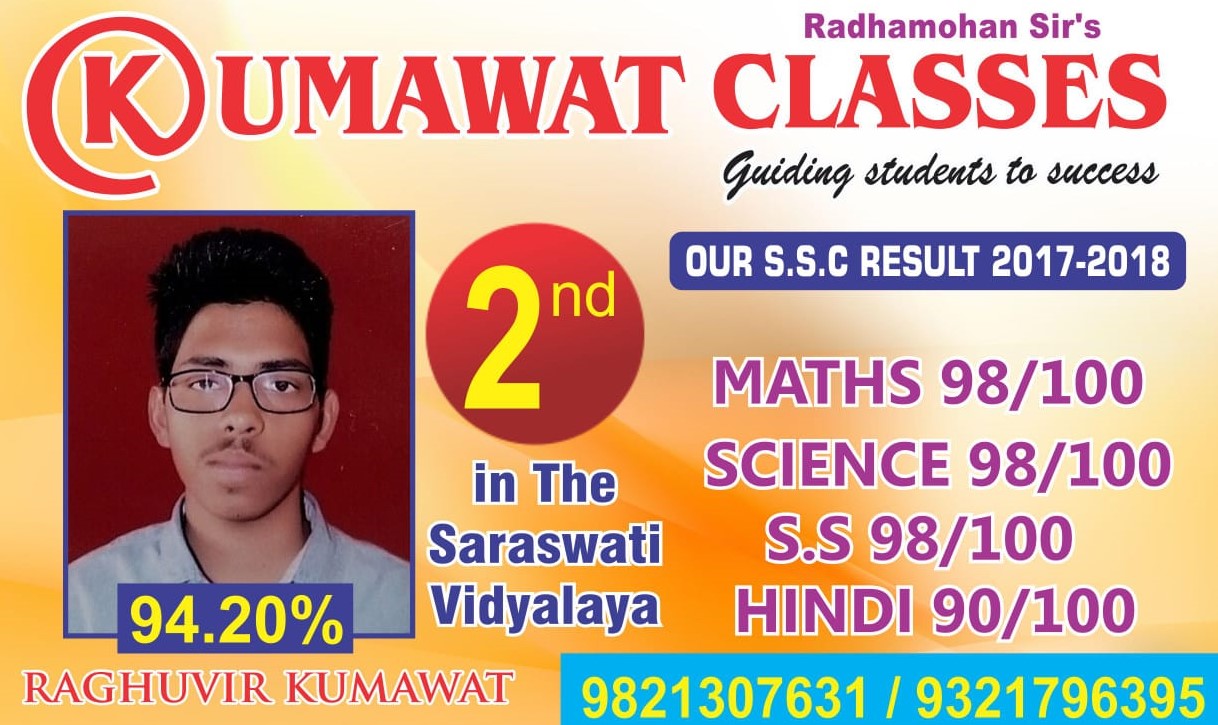 Radhamohan Sir's
KUMAWAT CLASSES
Guiding students to success
OUR S.S.C RESULT 2017-2018
2nd
in The
Saraswati
Vidyalaya
MATHS 98/100
SCIENCE 98/100
S.S 98/100
HINDI 90/100
94.20%
RAGHUVIR KUMAWAT
9821307631 / 9321796395